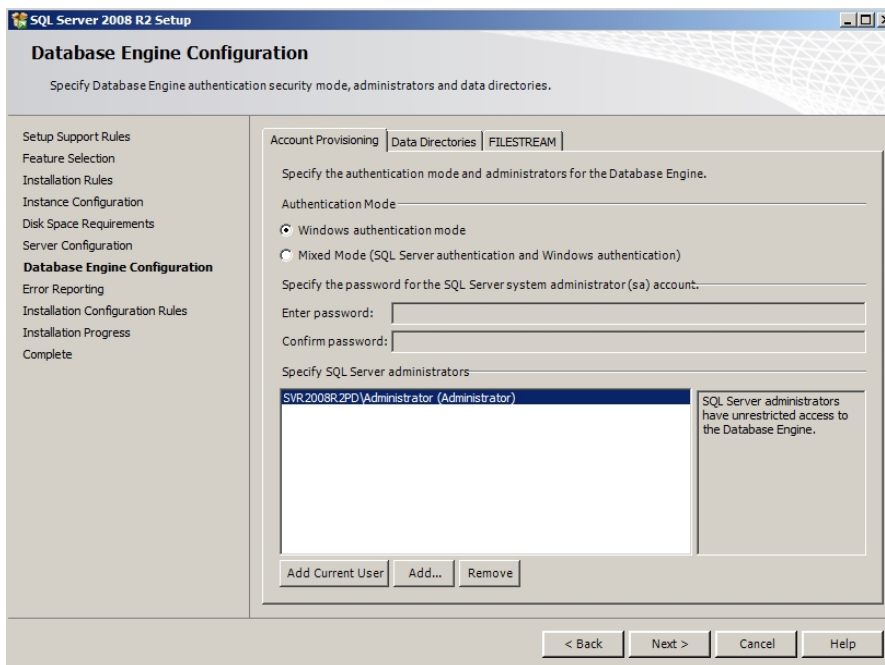 SQL Server 2008 R2 Setup
Database Engine Configuration
Specify Database Engine authentication security mode, administrators and data directories.
Setup Support Rules
Feature Selection
Installation Rules
Instance Configuration
Disk Space Requirements
Server Configuration
Database Engine Configuration
Error Reporting
Installation Configuration Rules
Installation Progress
Complete
Account Provisioning Data Directories FILESTREAM
Specify the authentication mode and administrators for the Database Engine.
Authentication Mode
Windows authentication mode
Mixed Mode (SQL Server authentication and Windows authentication)
Specify the password for the SQL Server system administrator (sa) account.
Enter password:
Confirm password:
Specify SQL Server administrators
SVR2008R2PD\Administrator (Administrator)
SQL Server administrators
have unrestricted access to
the Database Engine.
Add Current User Add... Remove
< Back Next > Cancel Help